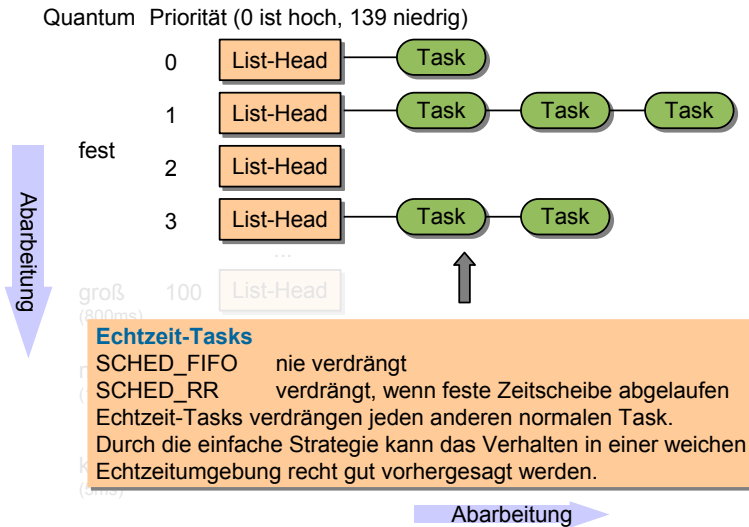 Quantum Priorität (0 ist hoch, 139 niedrig)
0 List-Head Task
1 List-Head Task Task Task
fest
2 List-Head
3 List-Head Task Task
...
Abarbeitung
groß 100 List-Head
(800ms)
Echtzeit-Tasks
SCHED_FIFO nie verdrängt
SCHED_RR verdrängt, wenn feste Zeitscheibe abgelaufen
Echtzeit-Tasks verdrängen jeden anderen normalen Task.
Durch die einfache Strategie kann das Verhalten in einer weichen
Echtzeitumgebung recht gut vorhergesagt werden.
(5ms)
Abarbeitung